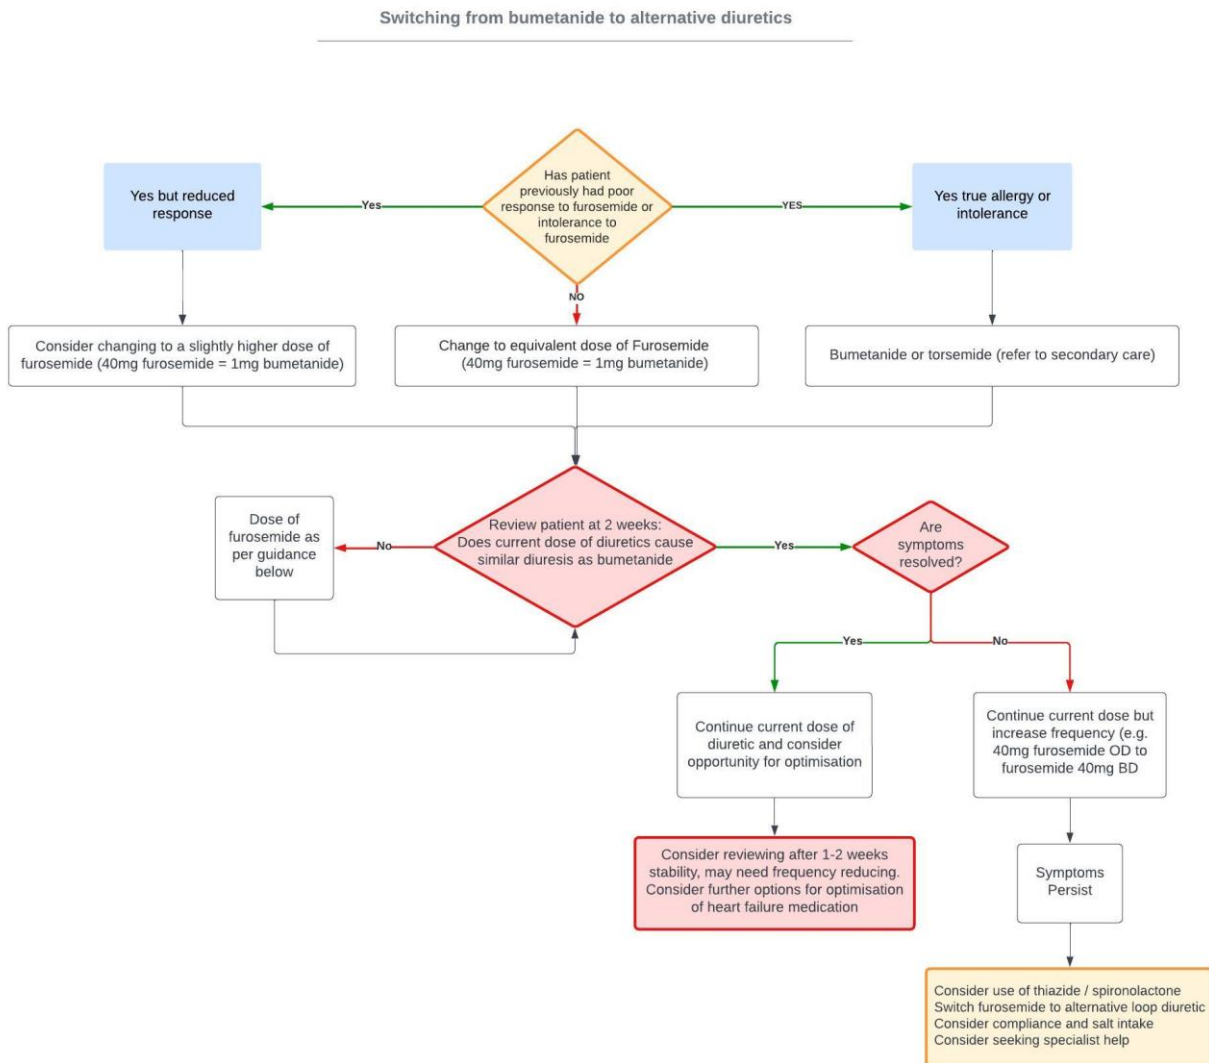 Switching from bumetanide to alternative diuretics
Has patient
previously had poor
response to furosemide or
intolerance to
furosemide
Yes
Yes but reduced
response
YES
Yes true allergy or
intolerance
NO
Consider changing to a slightly higher dose of
furosemide (40mg furosemide = 1mg bumetanide)
Change to equivalent dose of Furosemide
(40mg furosemide = 1mg bumetanide)
Bumetanide or torsemide (refer to secondary care)
Review patient at 2 weeks:
Does current dose of diuretics cause
similar diuresis as bumetanide
No
Dose of
furosemide as
per guidance
below
Yes
Are
symptoms
resolved?
Yes
No
Continue current dose of
diuretic and consider
opportunity for optimisation
Continue current dose but
increase frequency (e.g.
40mg furosemide OD to
furosemide 40mg BD
Consider reviewing after 1-2 weeks
stability, may need frequency reducing.
Consider further options for optimisation
of heart failure medication
Symptoms
Persist
Consider use of thiazide / spironolactone
Switch furosemide to alternative loop diuretic
Consider compliance and salt intake
Consider seeking specialist help